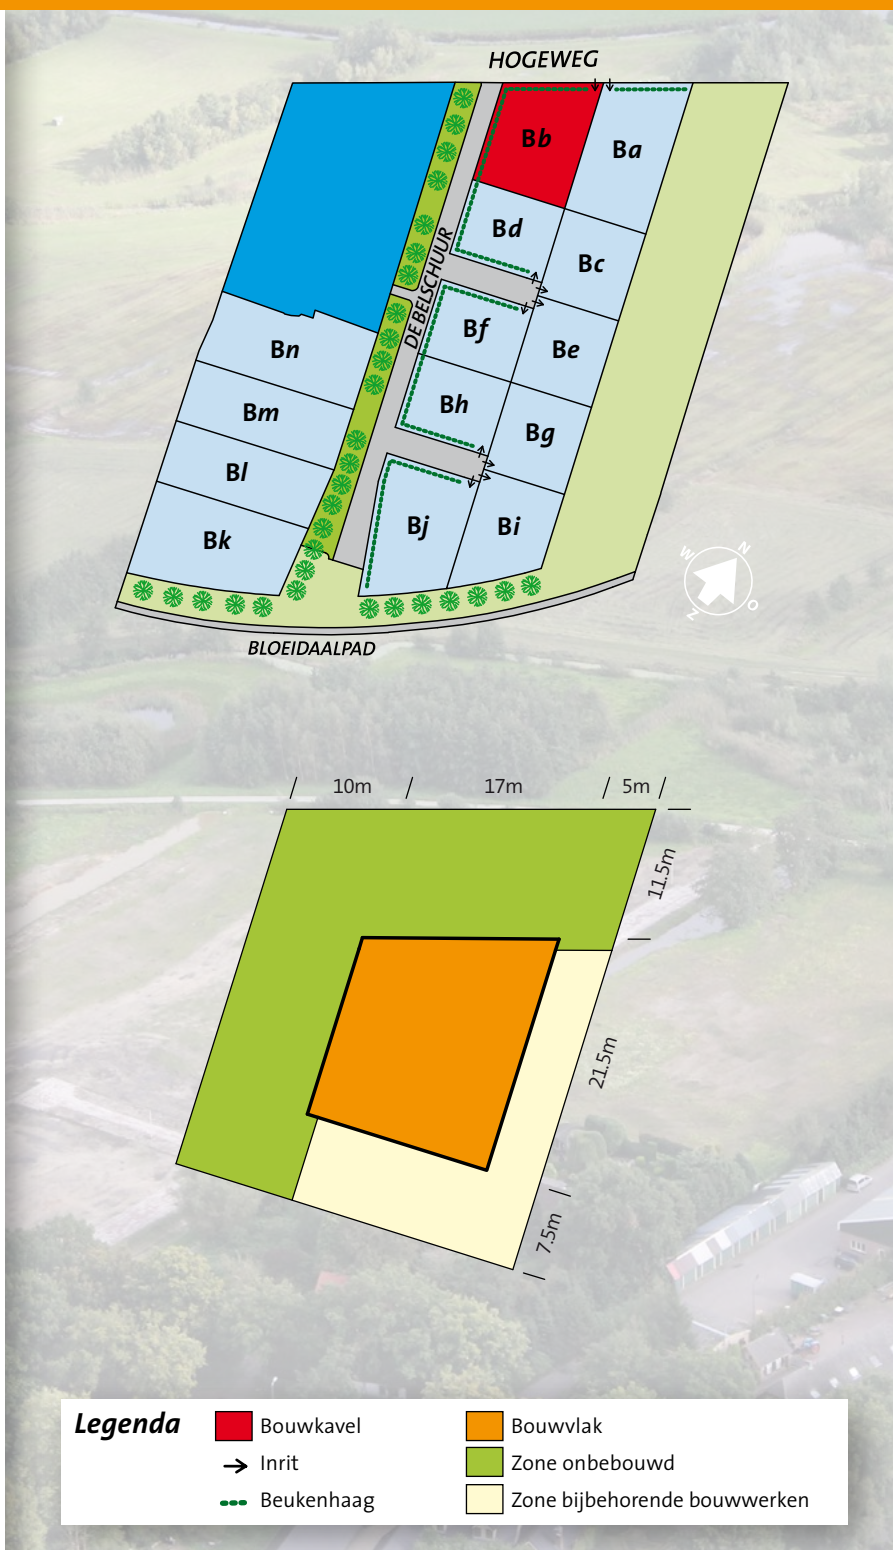 HOGEWEG
Bb
Ba
Bd
Bc
DE BELSCHUUR
Bf
Be
Bn
Bh
Bm
Bg
Bl
Bj
Bi
Bk
W
N
Z
O
BLOEIDAALPAD
10m
17m
5m
11.5m
21.5m
7.5m
Legenda
Bouwkavel
Bouwvlak
Inrit
Zone onbebouwd
Beukenhaag
Zone bijbehorende bouwwerken